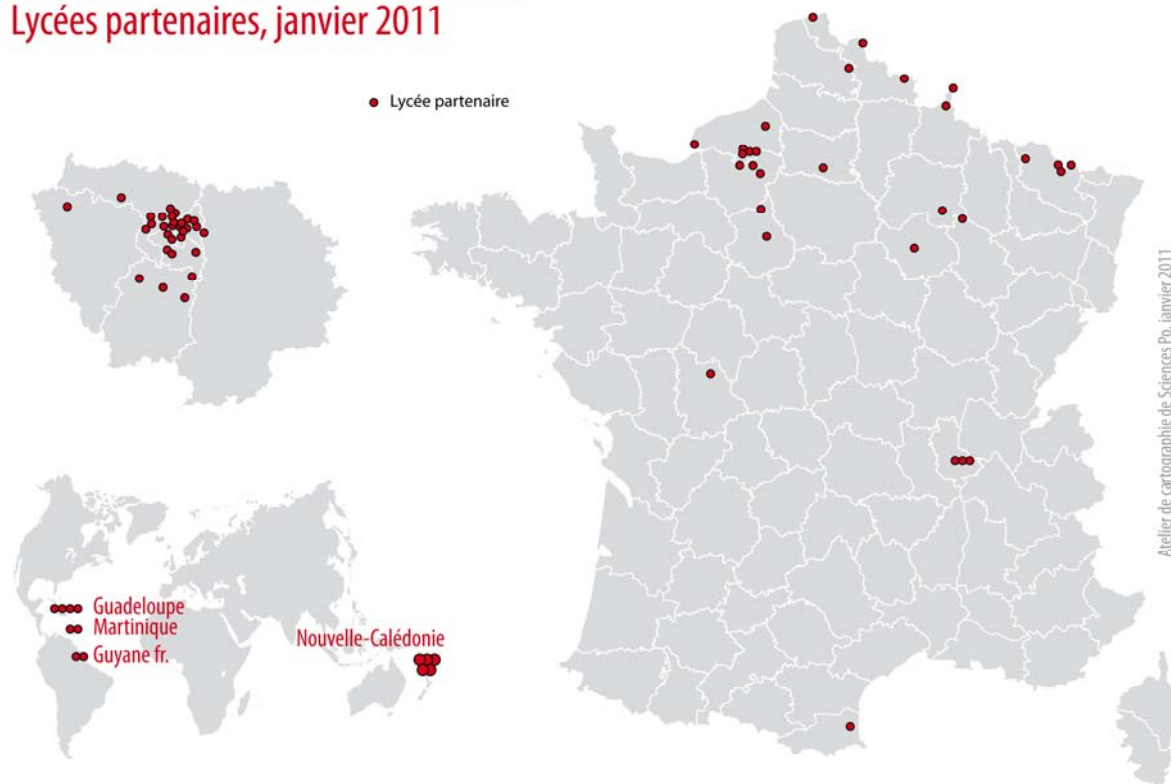 Lycées partenaires, janvier 2011
Lycée partenaire
Guadeloupe
Martinique
Guyane fr.
Nouvelle-Calédonie
Atelier de cartographie de Sciences Po, janvier 2011